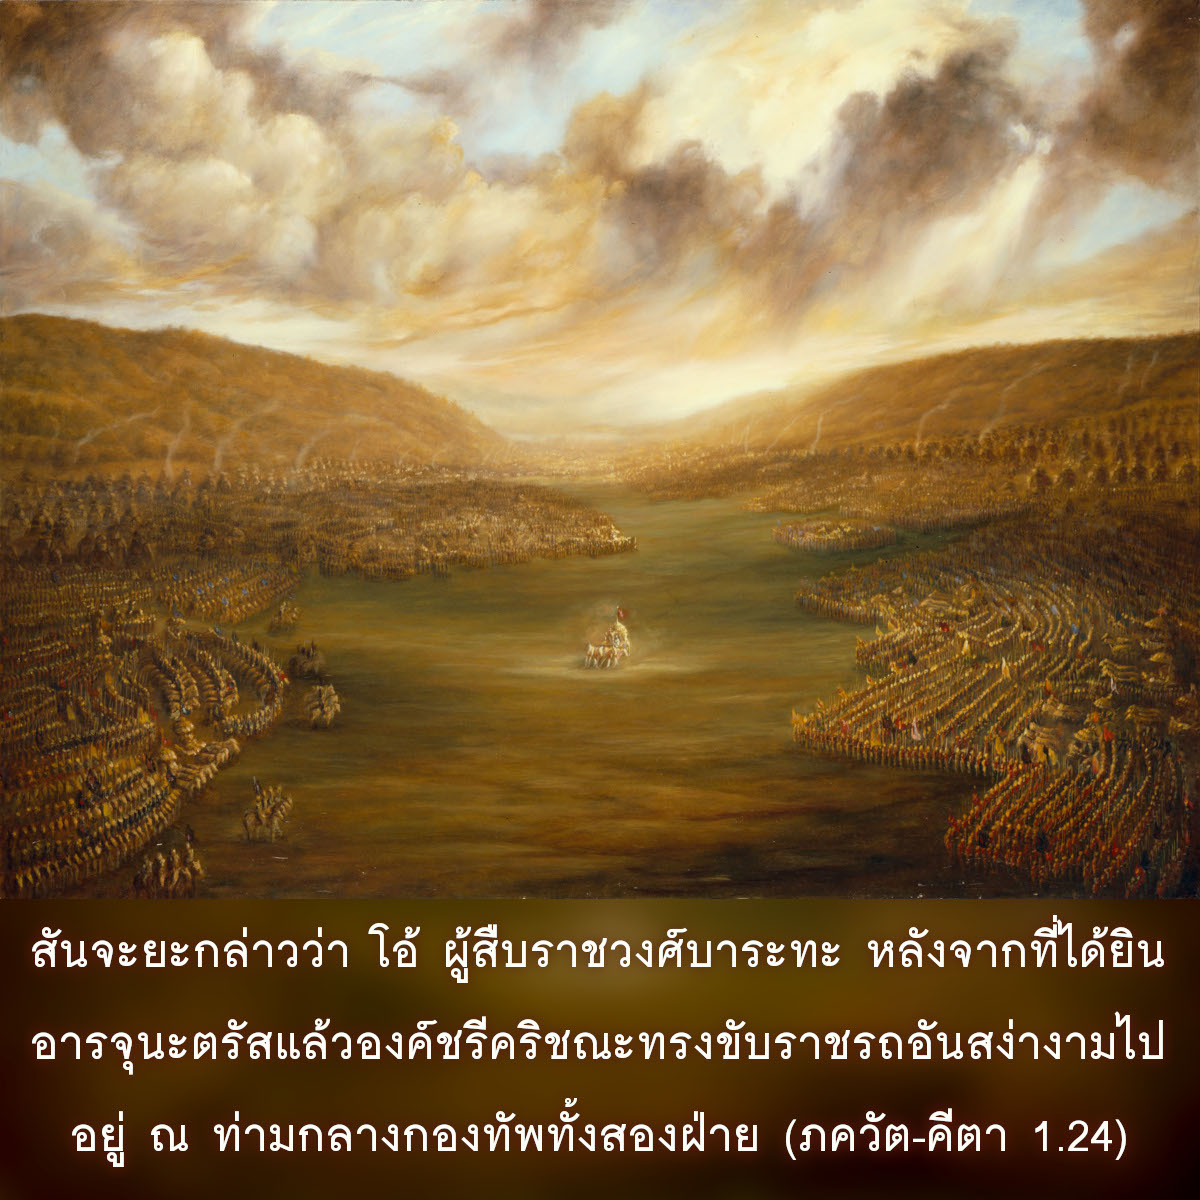 สันจะยะกล่าวว่า โอ้ ผู้สืบราชวงศ์บาระทะ หลังจากที่ได้ยิน
อารจุนะตรัสแล้วองค์ชรีคริชณะทรงขับราชรถอันสง่างามไป
อยู่ ณ ท่ามกลางกองทัพทั้งสองฝ่าย (ภควัต-คีตา 1.24)